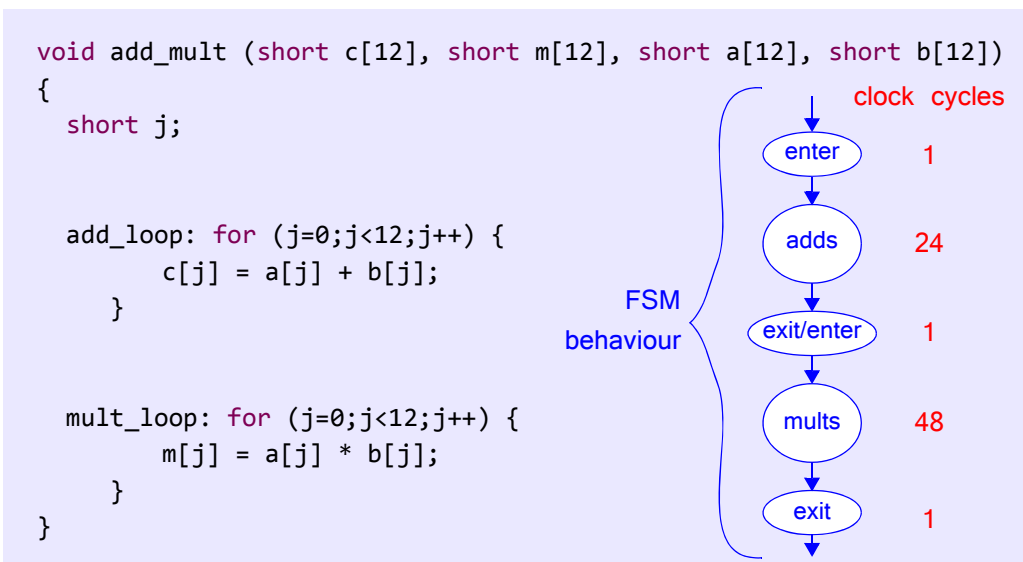 void add_mult (short c[12], short m[12], short a[12], short b[12])
{
short j;
add_loop: for (j=0;j<12;j++) {
c[j] = a[j] + b[j];
}
mult_loop: for (j=0;j<12;j++) {
m[j] = a[j] * b[j];
}
}
FSM
behaviour
clock cycles
enter 1
adds 24
exit/enter 1
mults 48
exit 1